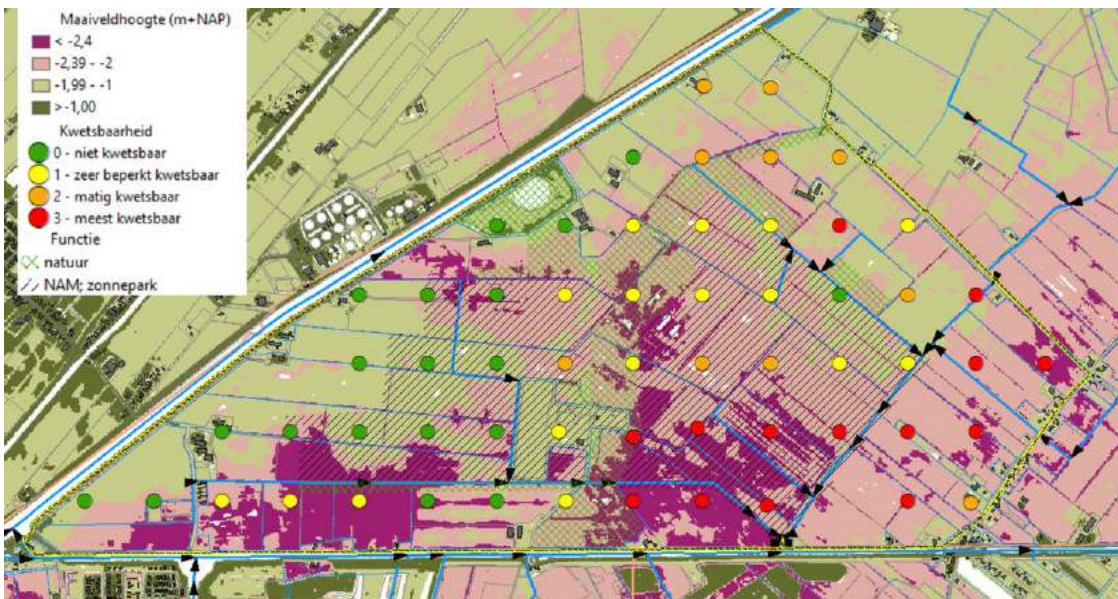 Maaiveldhoogte (m+NAP)
< -2,4
-2,39 - -2
-1,99 - -1
>-1,00
Kwetsbaarheid
0 - niet kwetsbaar
1 - zeer beperkt kwetsbaar
2 - matig kwetsbaar
3 - meest kwetsbaar
Functie
natuur
NAM; zonnepark